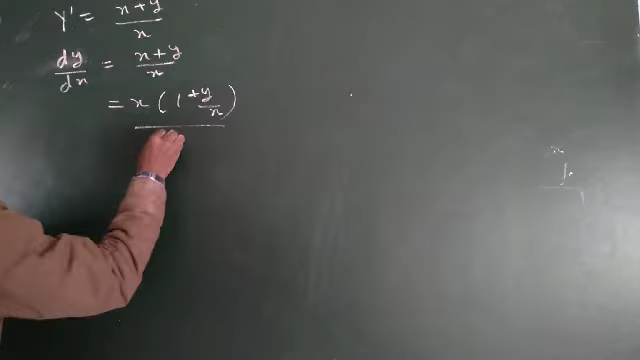 y' = x+y / x
dy/dx = x+y / x
= x ( 1 + y/x )